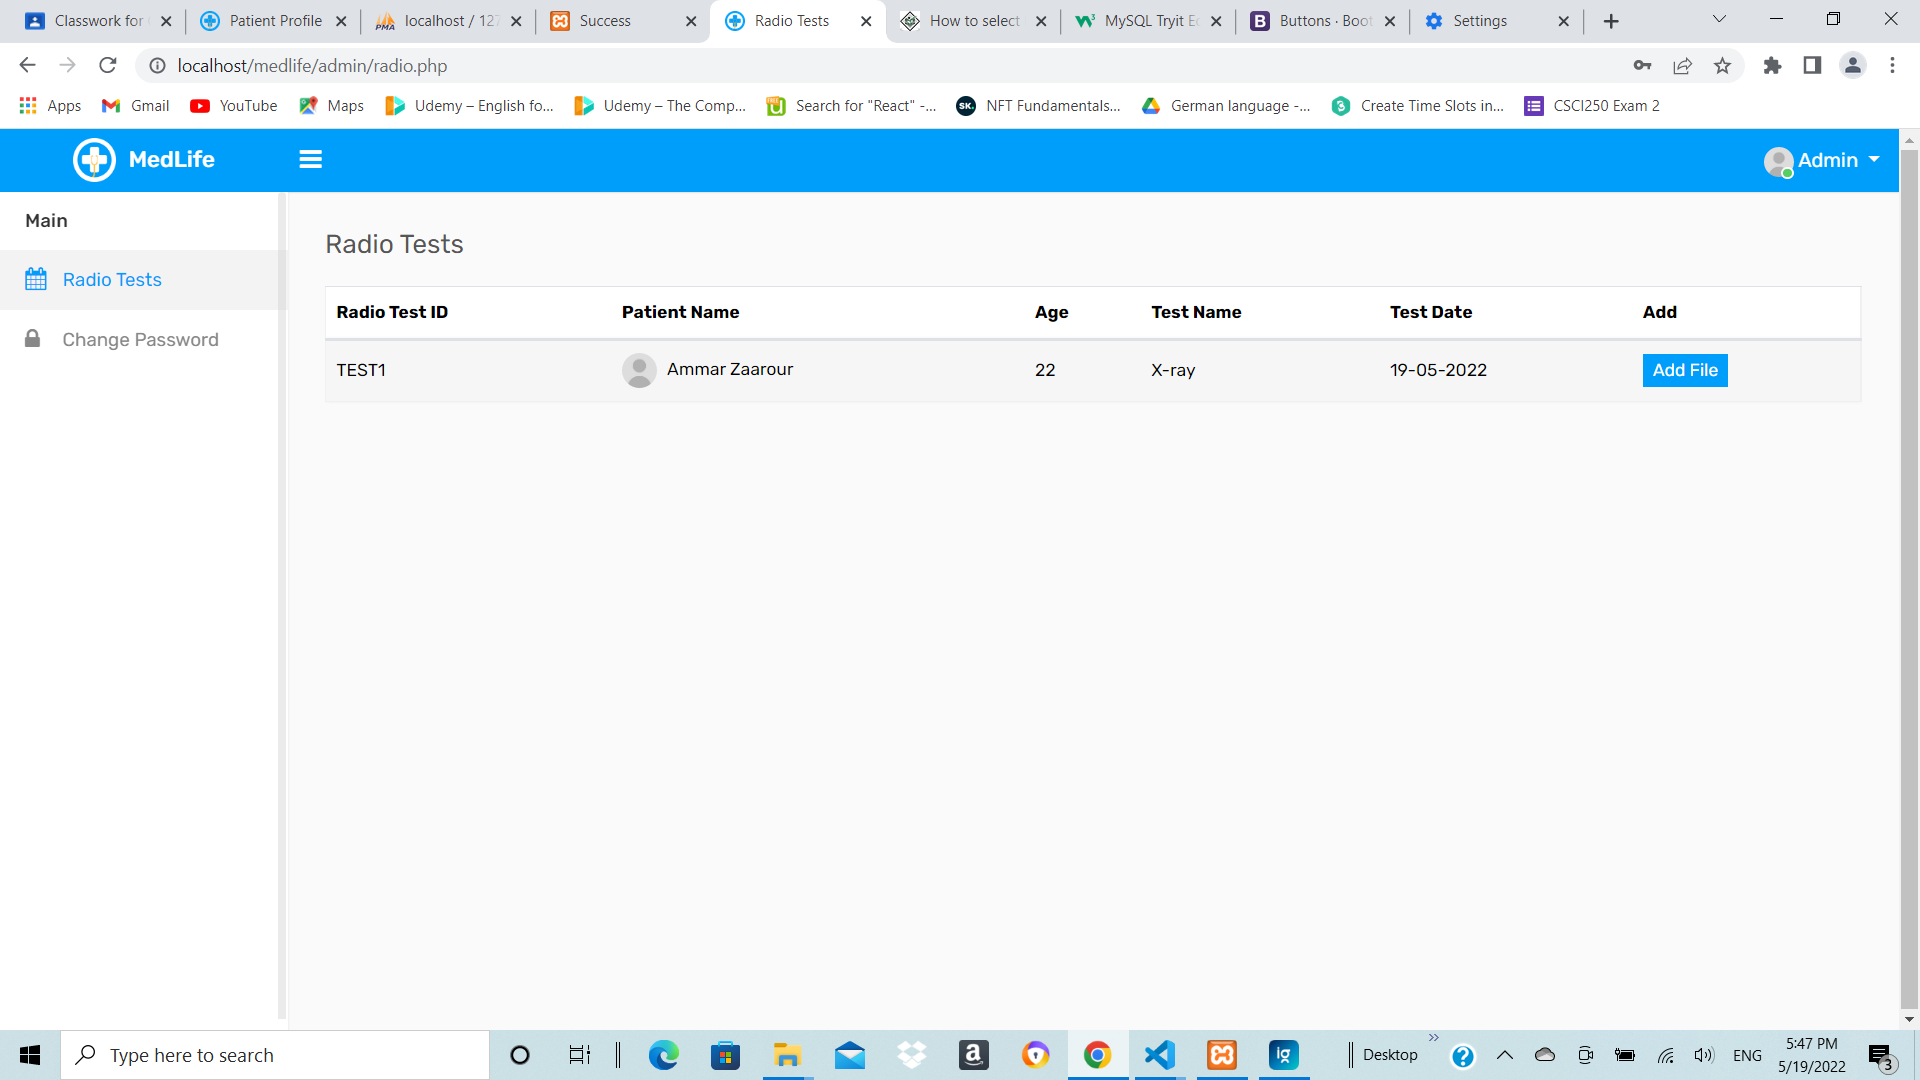 Classwork for
Patient Profile
localhost / 127
Success
Radio Tests
How to select
MySQL Tryit Ed
Buttons · Boot
Settings
localhost/medlife/admin/radio.php
Apps
Gmail
YouTube
Maps
Udemy – English fo...
Udemy – The Comp...
Search for "React" -...
NFT Fundamentals...
German language -...
Create Time Slots in...
CSCI250 Exam 2
MedLife
Admin
Main
Radio Tests
Change Password
Radio Tests
Radio Test ID Patient Name Age Test Name Test Date Add
TEST1 Ammar Zaarour 22 X-ray 19-05-2022 Add File
Type here to search
Desktop
ENG
5:47 PM
5/19/2022
3